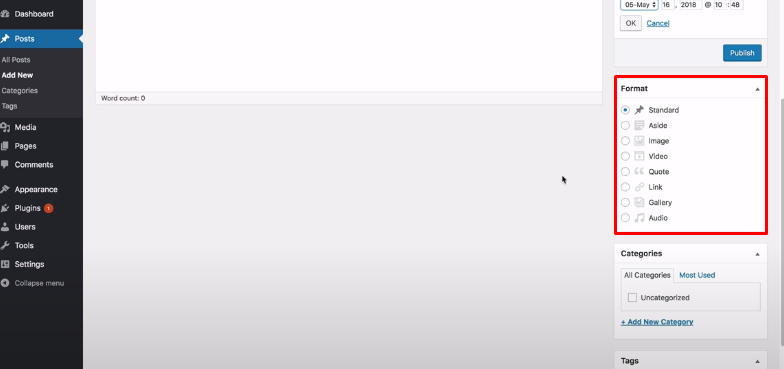 Dashboard
Posts
All Posts
Add New
Categories
Tags
Media
Pages
Comments
Appearance
Plugins 1
Users
Tools
Settings
Collapse menu
Word count: 0
05-May 16 , 2018 @ 10 : 48
OK Cancel
Publish
Format
Standard
Aside
Image
Video
Quote
Link
Gallery
Audio
Categories
All Categories Most Used
Uncategorized
+ Add New Category
Tags